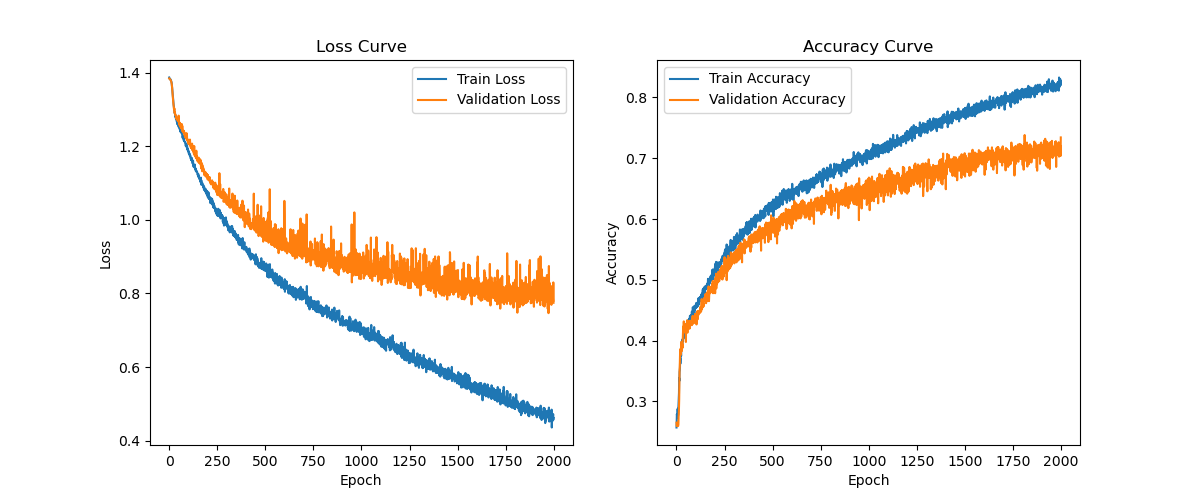 Loss Curve
Train Loss
Validation Loss
1.4
1.2
1.0
0.8
0.6
0.4
Loss
0 250 500 750 1000 1250 1500 1750 2000
Epoch
Accuracy Curve
Train Accuracy
Validation Accuracy
0.8
0.7
0.6
0.5
0.4
0.3
Accuracy
0 250 500 750 1000 1250 1500 1750 2000
Epoch